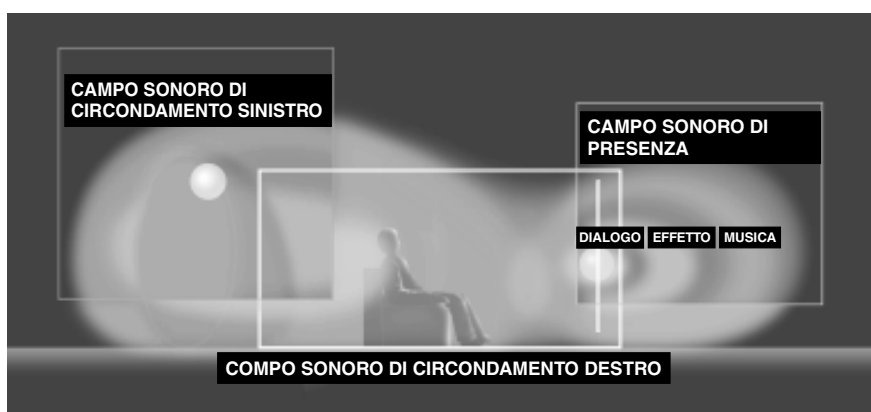 CAMPO SONORO DI
CIRCONDAMENTO SINISTRO
CAMPO SONORO DI
PRESENZA
DIALOGO EFFETTO MUSICA
COMPO SONORO DI CIRCONDAMENTO DESTRO